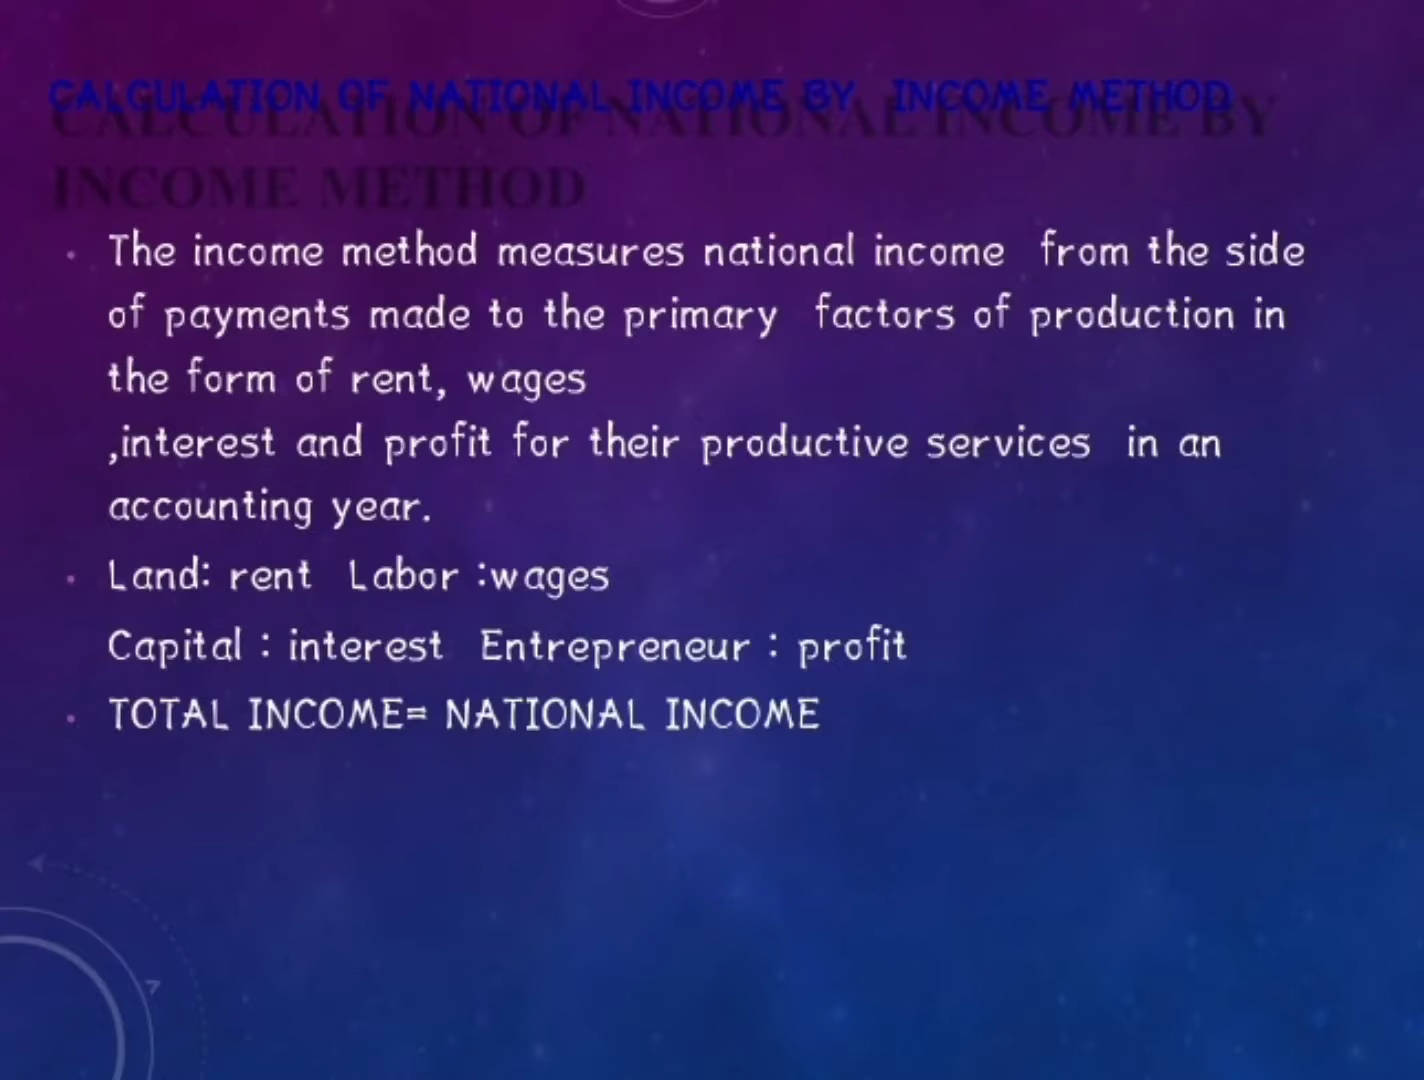 CALCULATION OF NATIONAL INCOME BY INCOME METHOD
CALCULATION OF NATIONAL INCOME BY
INCOME METHOD
The income method measures national income from the side
of payments made to the primary factors of production in
the form of rent, wages
,interest and profit for their productive services in an
accounting year.
Land: rent Labor :wages
Capital : interest Entrepreneur : profit
TOTAL INCOME= NATIONAL INCOME